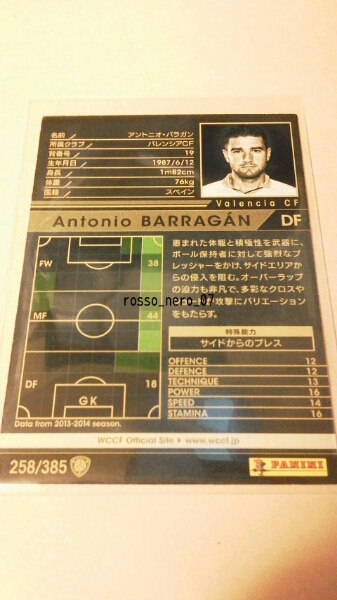 名前 アントニオ・バラガン
所属クラブ バレンシアCF
背番号 19
生年月日 1987/6/12
身長 1m82cm
体重 76kg
国籍 スペイン
Valencia CF
Antonio BARRAGÁN DF
FW 38
MF 44
DF 18
GK
Data from 2013-2014 season.
恵まれた体躯と積極性を武器に、
ボール保持者に対して強烈なプ
レッシャーをかけ、サイドエリアか
らの侵入を阻む。オーバーラップ
の迫力も非凡で、多彩なクロスや
攻撃にバリエーション
をもたらす。
rosso_nero_07
特殊能力
サイドからのプレス
OFFENCE 12
DEFENCE 12
TECHNIQUE 13
POWER 16
SPEED 14
STAMINA 16
WCCF Official Site ▶ www.wccf.jp
258/385
PANINI